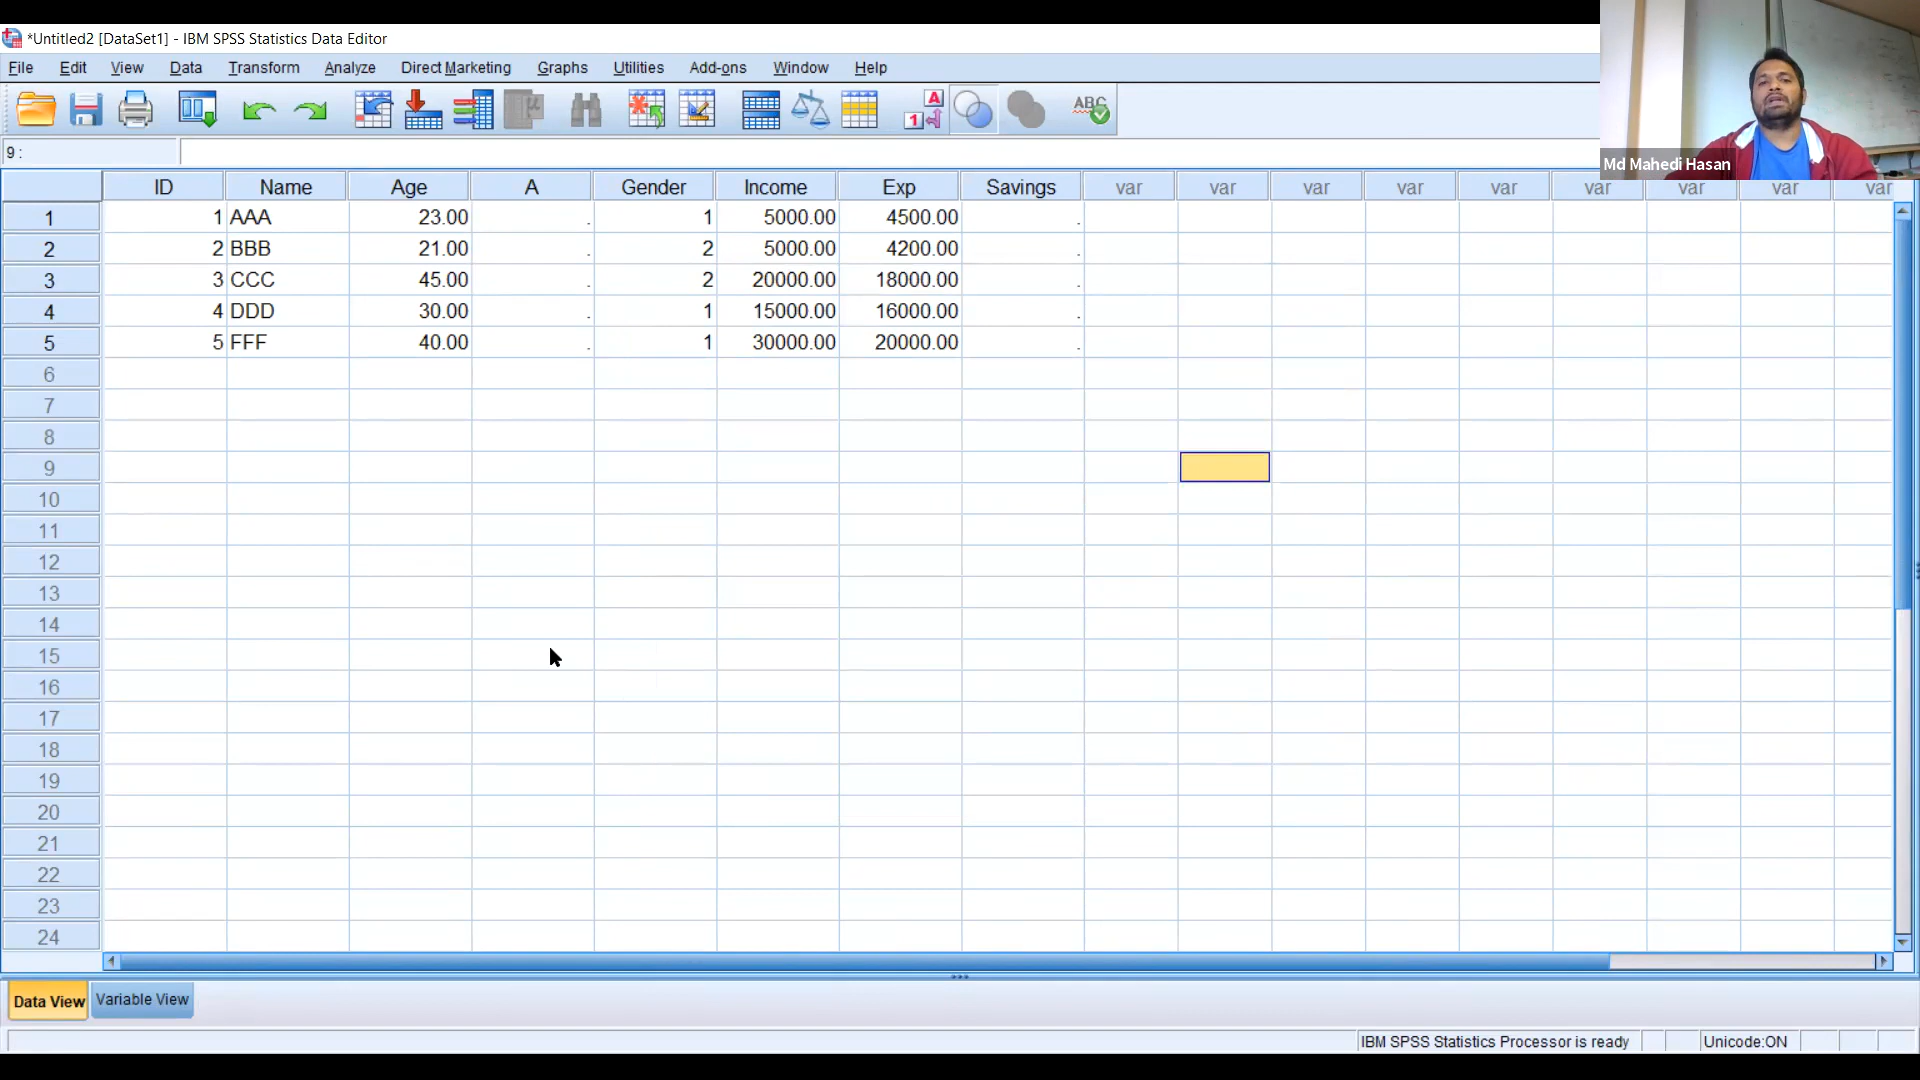 *Untitled2 [DataSet1] - IBM SPSS Statistics Data Editor
File Edit View Data Transform Analyze Direct Marketing Graphs Utilities Add-ons Window Help
A
1
ABC
Md Mahedi Hasan
9 :
ID Name Age A Gender Income Exp Savings var var var var var var var var var
1 1 AAA 23.00 . 1 5000.00 4500.00 .
2 2 BBB 21.00 . 2 5000.00 4200.00 .
3 3 CCC 45.00 . 2 20000.00 18000.00 .
4 4 DDD 30.00 . 1 15000.00 16000.00 .
5 5 FFF 40.00 . 1 30000.00 20000.00 .
6
7
8
9
10
11
12
13
14
15
16
17
18
19
20
21
22
23
24
Data View Variable View
IBM SPSS Statistics Processor is ready Unicode:ON